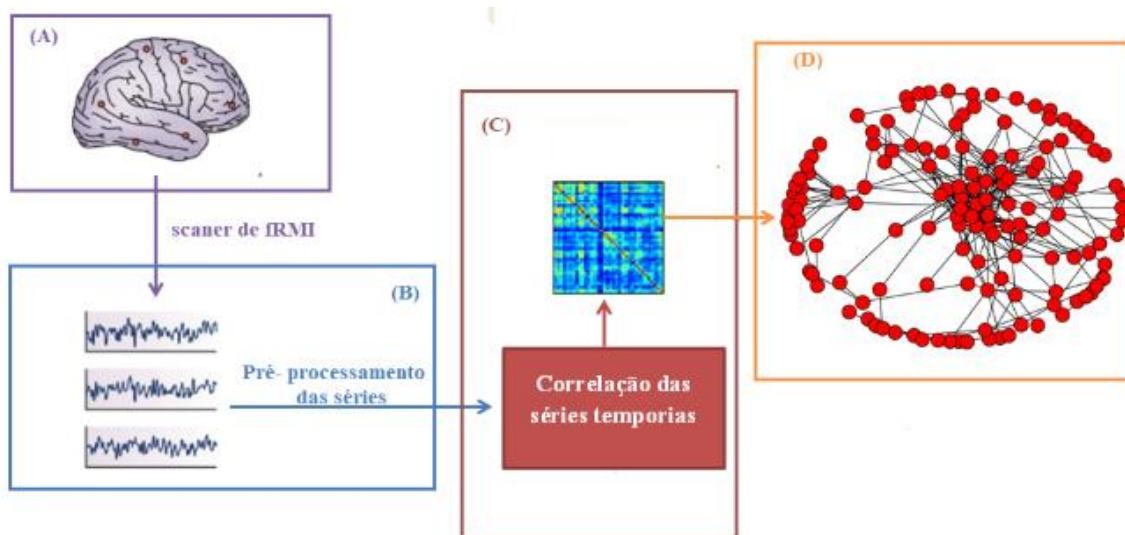 (A)
scaner de fRMI
(B)
Pré- processamento
das séries
(C)
Correlação das
séries temporias
(D)